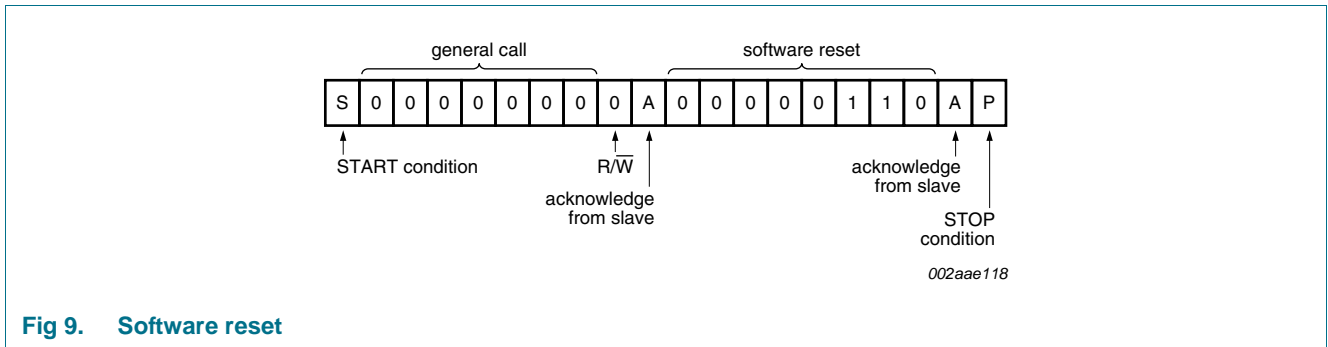 general call software reset
S 0 0 0 0 0 0 0 0 A 0 0 0 0 0 1 1 0 A P
START condition R/W̅ acknowledge from slave acknowledge from slave STOP condition
002aae118
Fig 9. Software reset